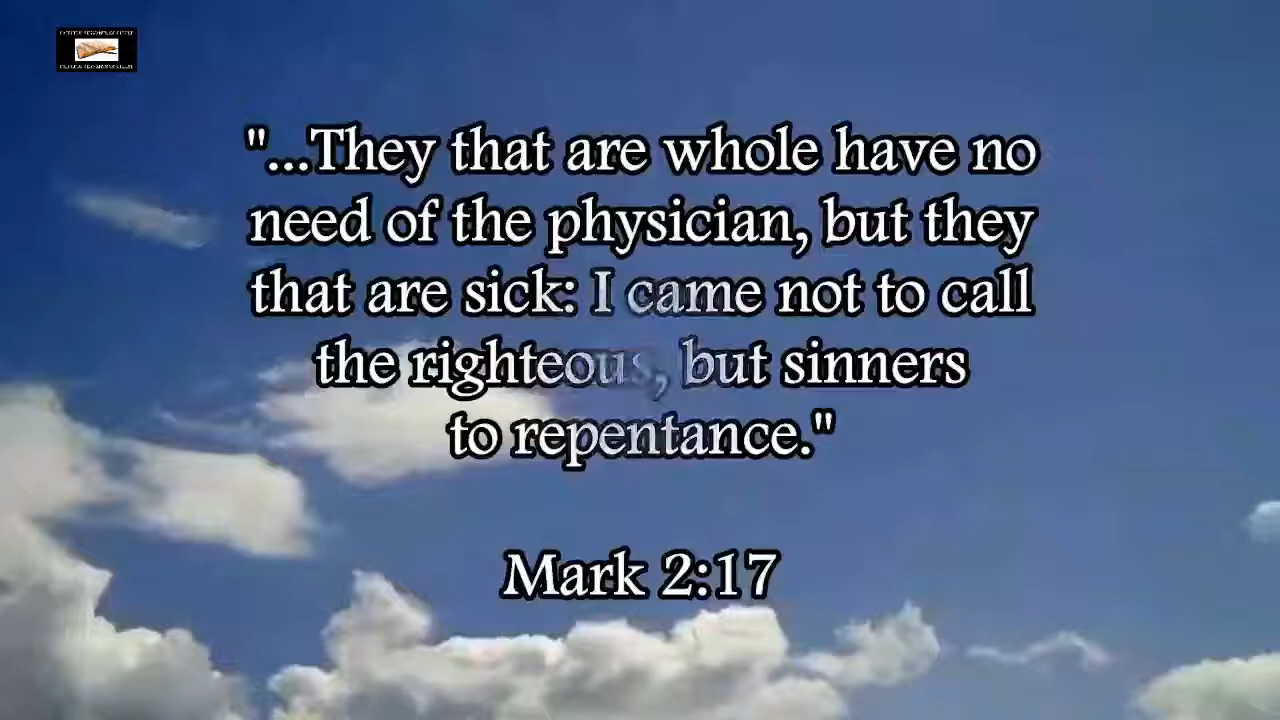 "...They that are whole have no
need of the physician, but they
that are sick: I came not to call
the righteous, but sinners
to repentance."
Mark 2:17